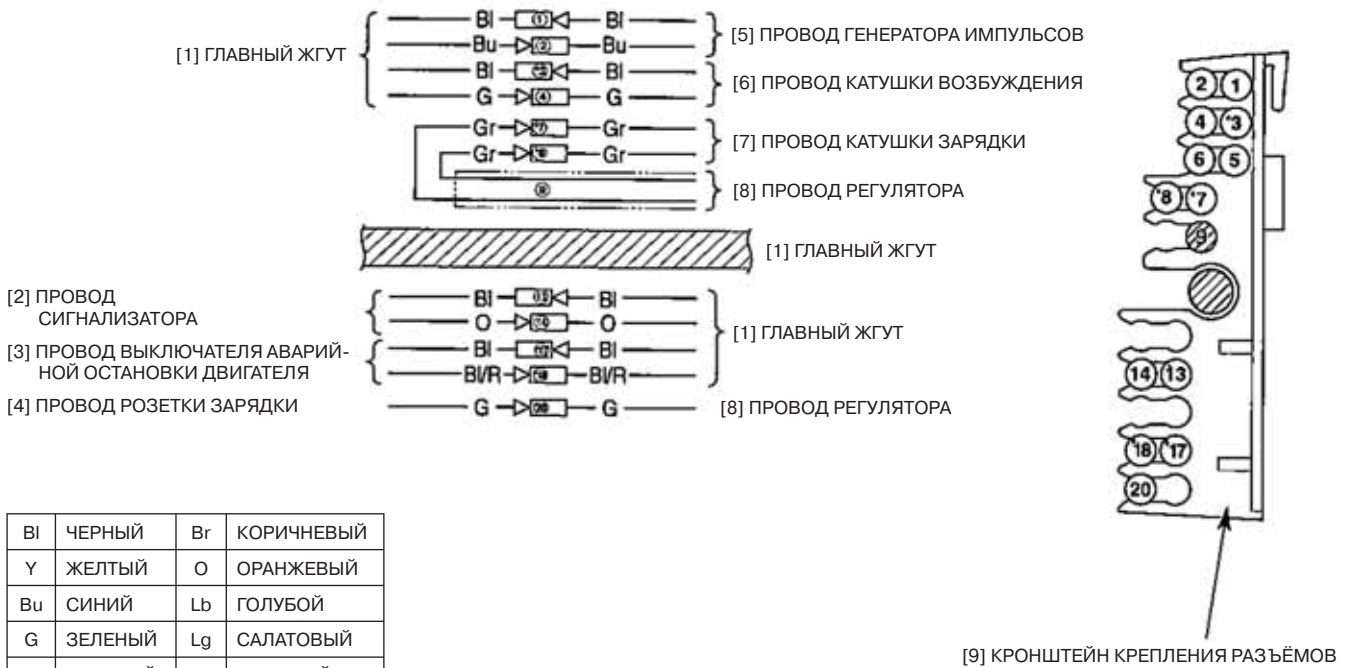 [1] ГЛАВНЫЙ ЖГУТ
Bl ① Bl
Bu ② Bu
[5] ПРОВОД ГЕНЕРАТОРА ИМПУЛЬСОВ
Bl Bl
G ④ G
[6] ПРОВОД КАТУШКИ ВОЗБУЖДЕНИЯ
Gr Gr
Gr Gr
[7] ПРОВОД КАТУШКИ ЗАРЯДКИ
[8] ПРОВОД РЕГУЛЯТОРА
[1] ГЛАВНЫЙ ЖГУТ
[2] ПРОВОД
СИГНАЛИЗАТОРА
Bl Bl
O O
[3] ПРОВОД ВЫКЛЮЧАТЕЛЯ АВАРИЙ-
НОЙ ОСТАНОВКИ ДВИГАТЕЛЯ
Bl Bl
Bl/R Bl/R
[1] ГЛАВНЫЙ ЖГУТ
[4] ПРОВОД РОЗЕТКИ ЗАРЯДКИ
G 20 G
[8] ПРОВОД РЕГУЛЯТОРА
2 1
4 *3
6 5
*8 *7
9
14 13
*18 *17
20
[9] КРОНШТЕЙН КРЕПЛЕНИЯ РАЗЪЁМОВ
Bl ЧЕРНЫЙ Br КОРИЧНЕВЫЙ
Y ЖЕЛТЫЙ O ОРАНЖЕВЫЙ
Bu СИНИЙ Lb ГОЛУБОЙ
G ЗЕЛЕНЫЙ Lg САЛАТОВЫЙ